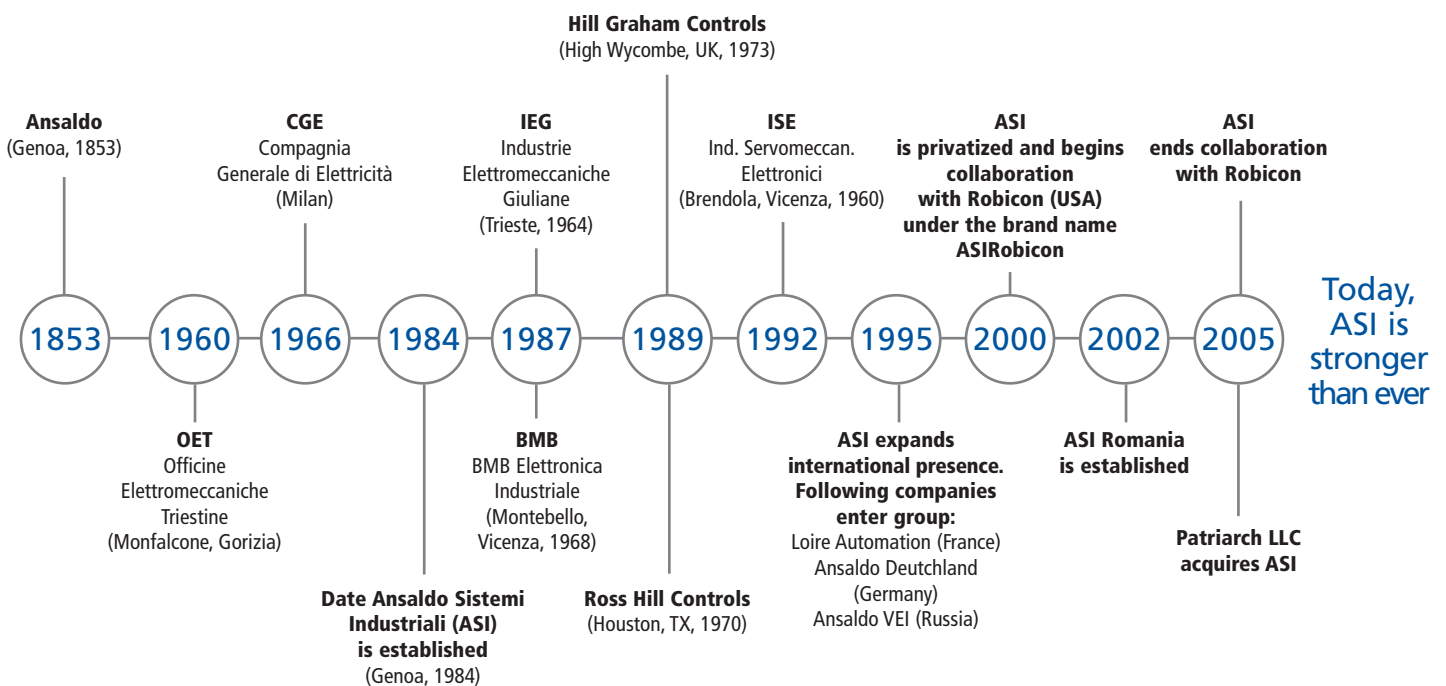 Hill Graham Controls
(High Wycombe, UK, 1973)
Ansaldo
(Genoa, 1853)
CGE
Compagnia
Generale di Elettricità
(Milan)
IEG
Industrie
Elettromeccaniche
Giuliane
(Trieste, 1964)
ISE
Ind. Servomeccan.
Elettronici
(Brendola, Vicenza, 1960)
ASI
is privatized and begins
collaboration
with Robicon (USA)
under the brand name
ASIRobicon
ASI
ends collaboration
with Robicon
1853
1960
1966
1984
1987
1989
1992
1995
2000
2002
2005
Today,
ASI is
stronger
than ever
OET
Officine
Elettromeccaniche
Triestine
(Monfalcone, Gorizia)
Date Ansaldo Sistemi
Industriali (ASI)
is established
(Genoa, 1984)
BMB
BMB Elettronica
Industriale
(Montebello,
Vicenza, 1968)
Ross Hill Controls
(Houston, TX, 1970)
ASI expands
international presence.
Following companies
enter group:
Loire Automation (France)
Ansaldo Deutchland
(Germany)
Ansaldo VEI (Russia)
ASI Romania
is established
Patriarch LLC
acquires ASI